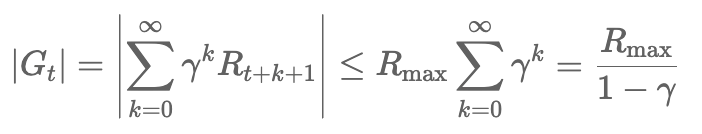 |G_t| = \left| \sum_{k=0}^{\infty} \gamma^k R_{t+k+1} \right| \leq R_{\max} \sum_{k=0}^{\infty} \gamma^k = \frac{R_{\max}}{1 - \gamma}